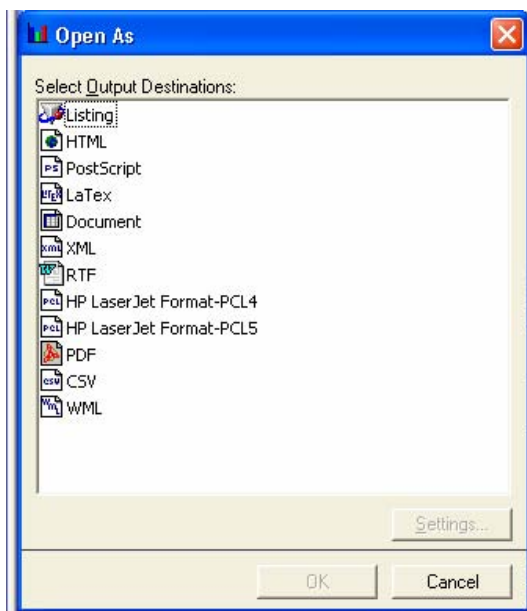 Open As
Select Output Destinations:
Listing
HTML
PostScript
LaTex
Document
XML
RTF
HP LaserJet Format-PCL4
HP LaserJet Format-PCL5
PDF
CSV
WML
Settings...
OK
Cancel